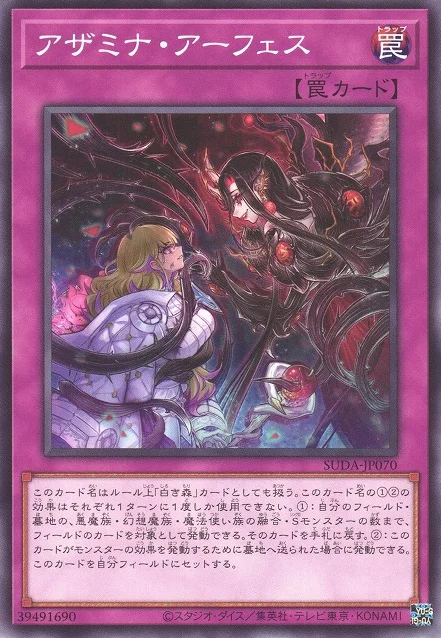 アザミナ・アーフェス
罠
トラップ
【罠カード】
トラップ
SUDA-JP070
このカード名はルール上「白き森」カードとしても扱う。このカード名の①②の
効果はそれぞれ1ターンに1度しか使用できない。①：自分のフィールド・
墓地の、悪魔族・幻想魔族・魔法使い族の融合・Sモンスターの数まで、
フィールドのカードを対象として発動できる。そのカードを手札に戻す。②：こ
のカードがモンスターの効果を発動するために墓地へ送られた場合に発動できる。
このカードを自分フィールドにセットする。
39491690
©スタジオ・ダイス／集英社・テレビ東京・KONAMI